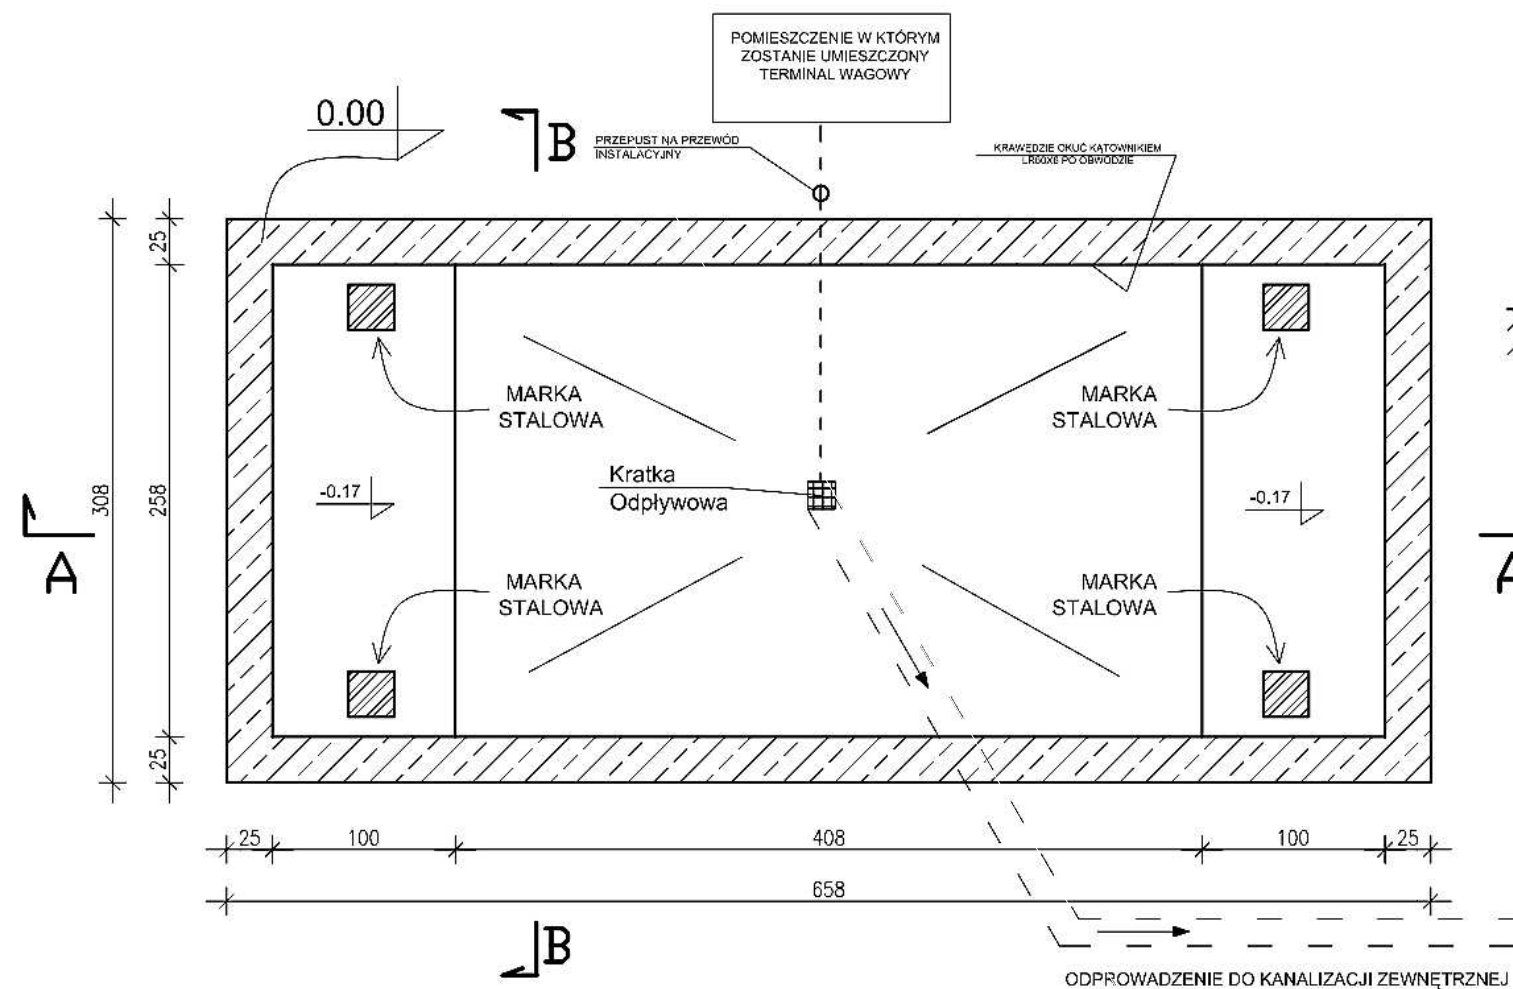 POMIESZCZENIE W KTÓRYM
ZOSTANIE UMIESZCZONY
TERMINAL WAGOWY
0.00
B
PRZEPUST NA PRZEWÓD
INSTALACYJNY
KRAWĘDZIE OKUĆ KĄTOWNIKIEM
PO OBWODZIE
25
MARKA
STALOWA
MARKA
STALOWA
308
258
-0.17
Kratka
Odpływowa
-0.17
A
A
MARKA
STALOWA
MARKA
STALOWA
25
25
100
408
100
25
658
B
ODPROWADZENIE DO KANALIZACJI ZEWNĘTRZNEJ